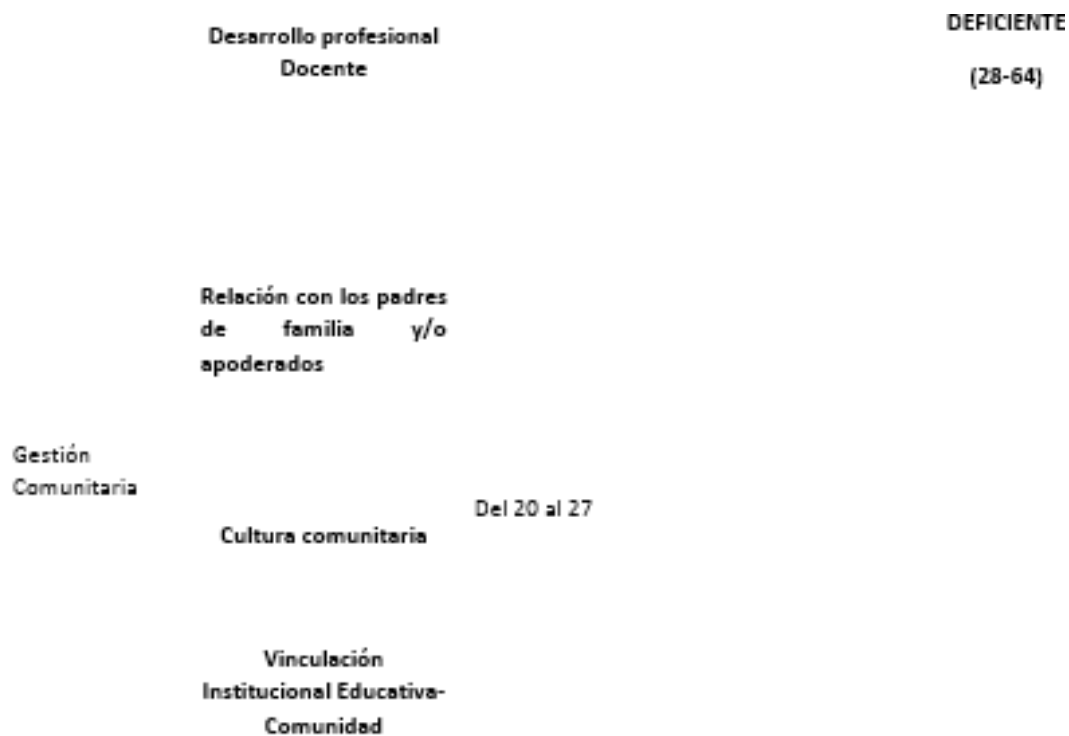 Desarrollo profesional
Docente
DEFICIENTE
(28-64)
Relación con los padres
de familia y/o
apoderados
Gestión
Comunitaria
Del 20 al 27
Cultura comunitaria
Vinculación
Institucional Educativa-
Comunidad